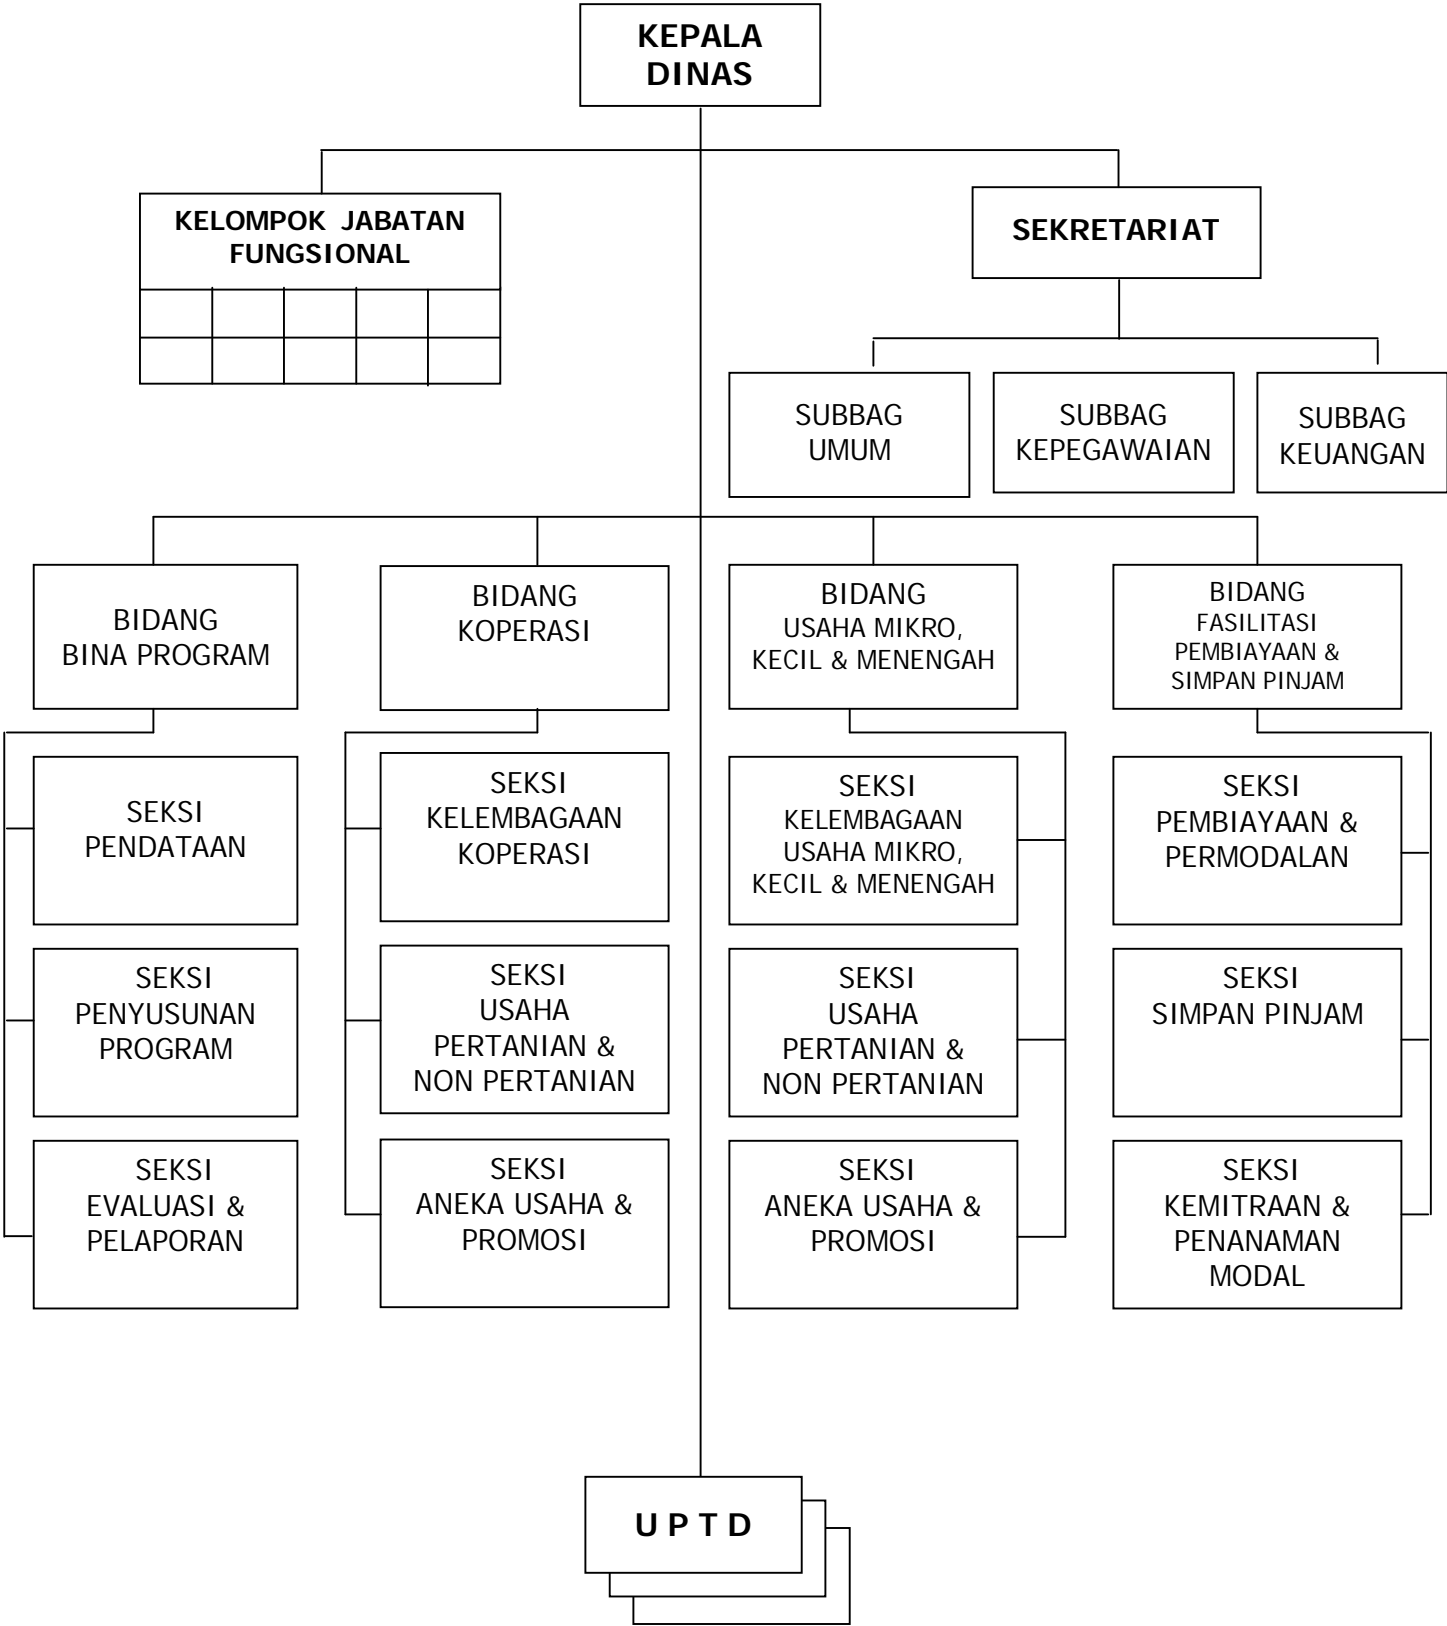 KEPALA
DINAS
KELOMPOK JABATAN
FUNGSIONAL
SEKRETARIAT
SUBBAG
UMUM
SUBBAG
KEPEGAWAIAN
SUBBAG
KEUANGAN
BIDANG
BINA PROGRAM
BIDANG
KOPERASI
BIDANG
USAHA MIKRO,
KECIL & MENENGAH
BIDANG
FASILITASI
PEMBIAYAAN &
SIMPAN PINJAM
SEKSI
PENDATAAN
SEKSI
KELEMBAGAAN
KOPERASI
SEKSI
KELEMBAGAAN
USAHA MIKRO,
KECIL & MENENGAH
SEKSI
PEMBIAYAAN &
PERMODALAN
SEKSI
PENYUSUNAN
PROGRAM
SEKSI
USAHA
PERTANIAN &
NON PERTANIAN
SEKSI
USAHA
PERTANIAN &
NON PERTANIAN
SEKSI
SIMPAN PINJAM
SEKSI
EVALUASI &
PELAPORAN
SEKSI
ANEKA USAHA &
PROMOSI
SEKSI
ANEKA USAHA &
PROMOSI
SEKSI
KEMITRAAN &
PENANAMAN
MODAL
U P T D